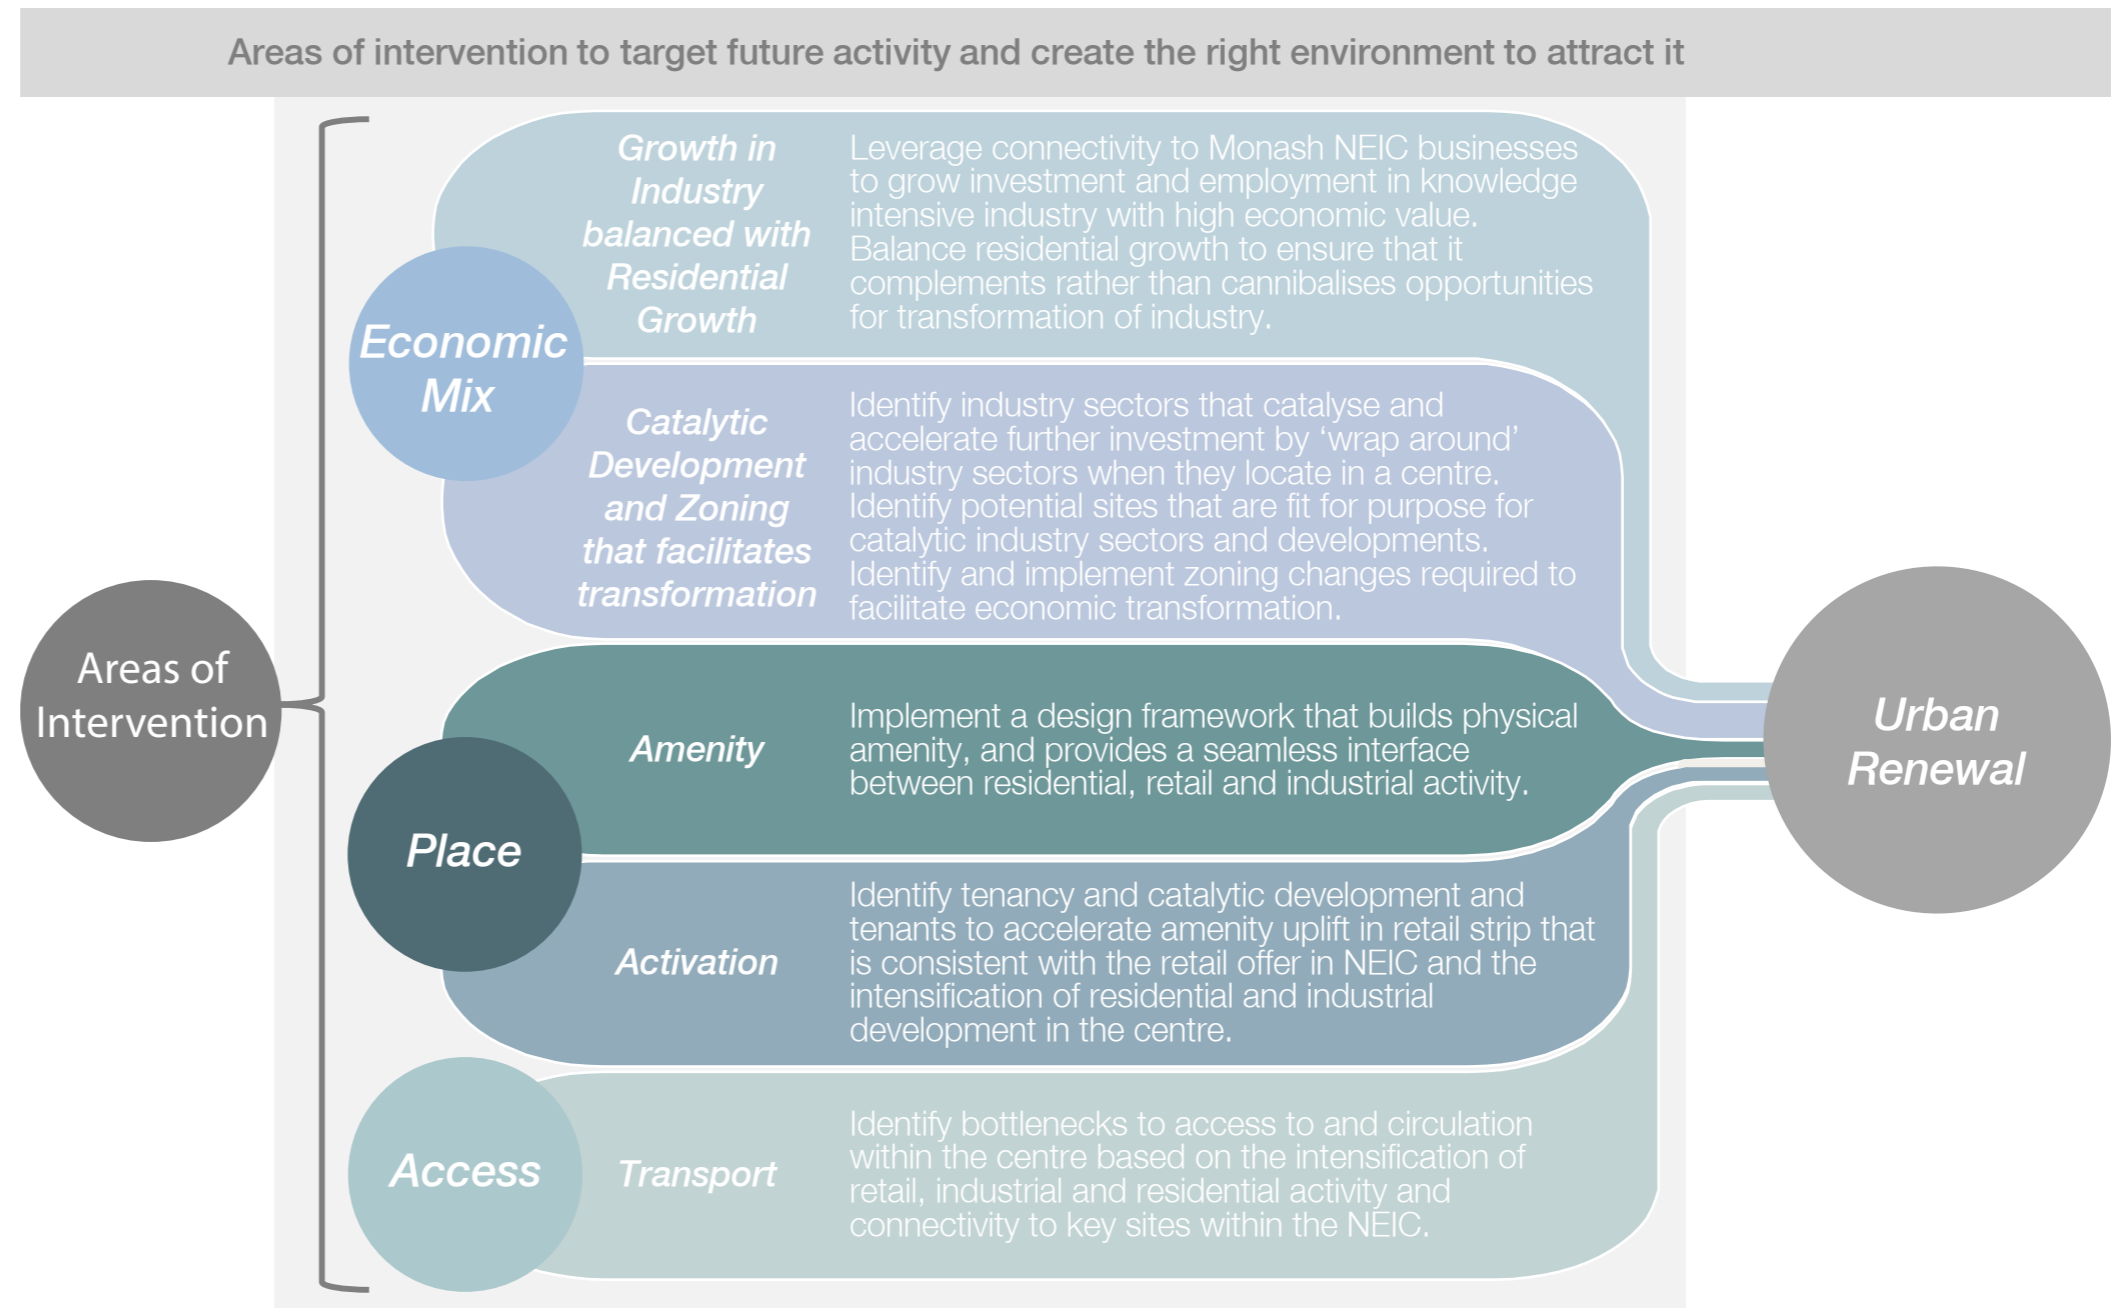 Areas of intervention to target future activity and create the right environment to attract it
Areas of
Intervention
Economic
Mix
Growth in
Industry
balanced with
Residential
Growth
Leverage connectivity to Monash NEIC businesses
to grow investment and employment in knowledge
intensive industry with high economic value.
Balance residential growth to ensure that it
complements rather than cannibalises opportunities
for transformation of industry.
Catalytic
Development
and Zoning
that facilitates
transformation
Identify industry sectors that catalyse and
accelerate further investment by ‘wrap around’
industry sectors when they locate in a centre.
Identify potential sites that are fit for purpose for
catalytic industry sectors and developments.
Identify and implement zoning changes required to
facilitate economic transformation.
Place
Amenity
Implement a design framework that builds physical
amenity, and provides a seamless interface
between residential, retail and industrial activity.
Activation
Identify tenancy and catalytic development and
tenants to accelerate amenity uplift in retail strip that
is consistent with the retail offer in NEIC and the
intensification of residential and industrial
development in the centre.
Access
Transport
Identify bottlenecks to access to and circulation
within the centre based on the intensification of
retail, industrial and residential activity and
connectivity to key sites within the NEIC.
Urban
Renewal